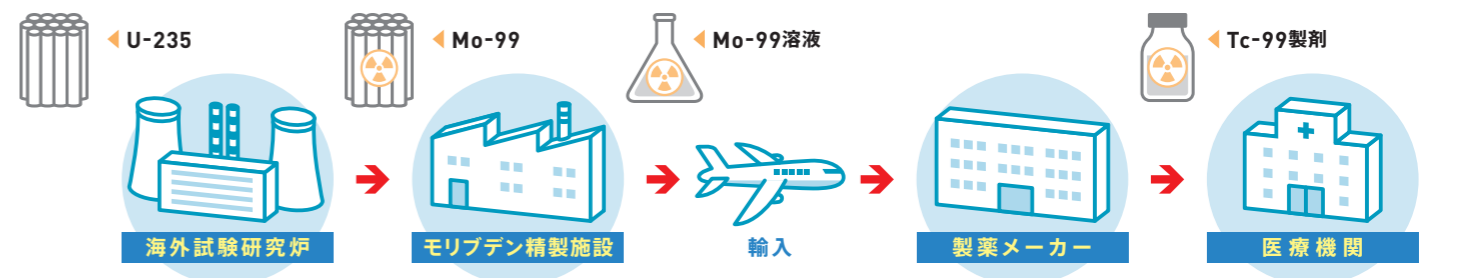 U-235
Mo-99
Mo-99溶液
Tc-99製剤
海外試験研究炉
モリブデン精製施設
輸入
製薬メーカー
医療機関